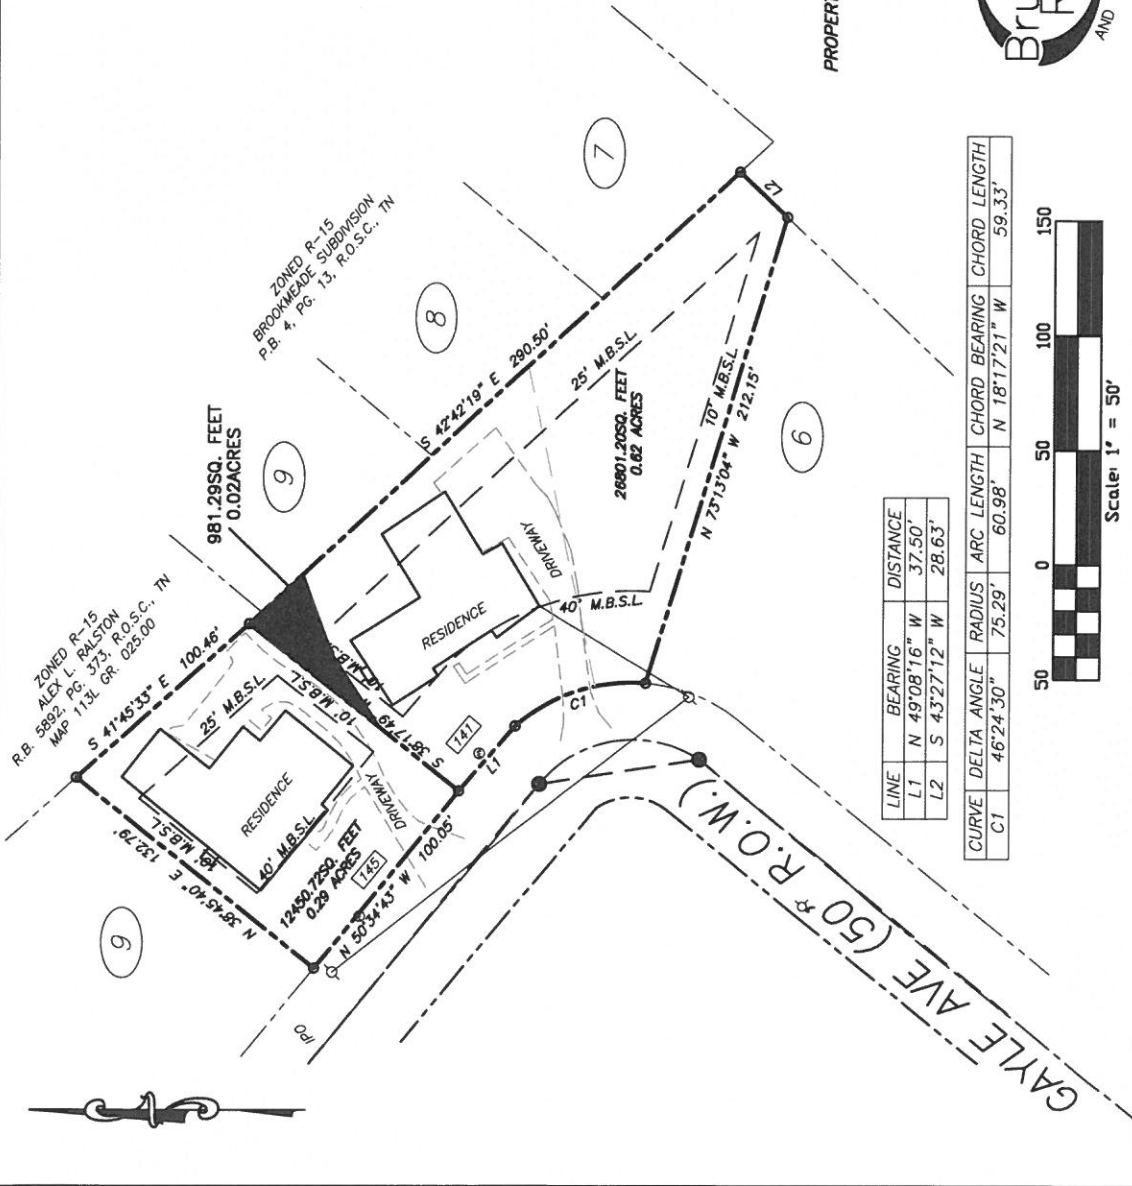 PROPERT
Bru
AND
ZONED R-15
ALEX L. RALSTON
R.B. 5892, PG. 373, R.O.S.C., TN
MAP 113L GR. 025.00
ZONED R-15
BROOKMEADE SUBDIVISION
P.B. 4, PG. 13, R.O.S.C., TN
981.29SQ. FEET
0.02ACRES
7
8
9
9
6
S 41°45'33" E 100.46'
S 42°42'19" E 290.50'
N 38°45'40" E 132.79'
S 38°17'49" W
N 50°34'43" W 100.05'
N 73°13'04" W 212.15'
25' M.B.S.L.
10' M.B.S.L.
40' M.B.S.L.
25' M.B.S.L.
10' M.B.S.L.
40' M.B.S.L.
RESIDENCE
RESIDENCE
DRIVEWAY
DRIVEWAY
12450.72SQ. FEET
0.29 ACRES
26801.20SQ. FEET
0.62 ACRES
145
141
L1
L2
C1
IPO
GAYLE AVE (50' R.O.W.)
LINE BEARING DISTANCE
L1 N 49°08'16" W 37.50'
L2 S 43°27'12" W 28.63'
CURVE DELTA ANGLE RADIUS ARC LENGTH CHORD BEARING CHORD LENGTH
C1 46°24'30" 75.29' 60.98' N 18°17'21" W 59.33'
50 0 50 100 150
Scale: 1" = 50'